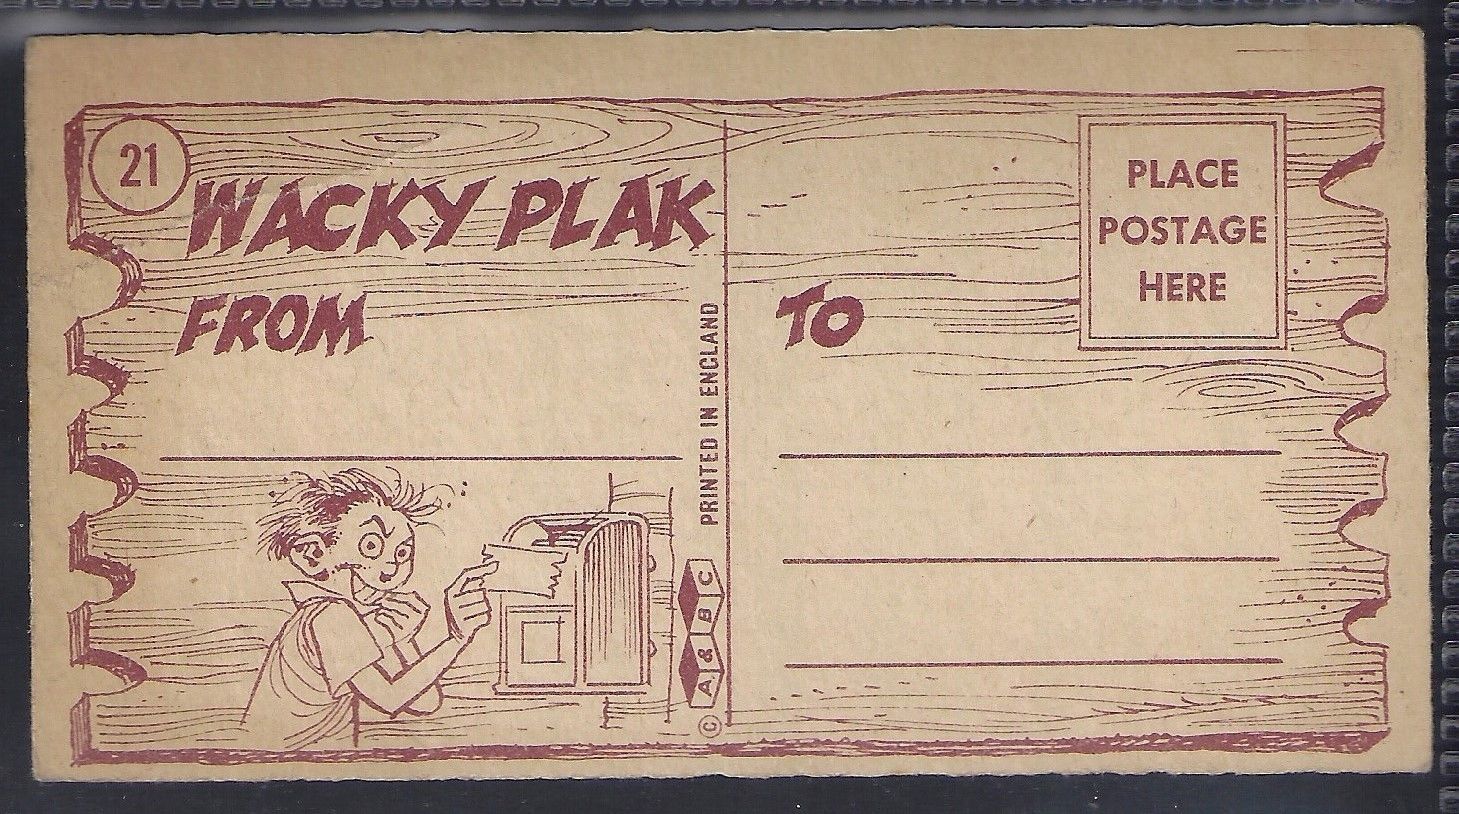 21
WACKY PLAK
FROM
PRINTED IN ENGLAND
© A & B C
TO
PLACE
POSTAGE
HERE